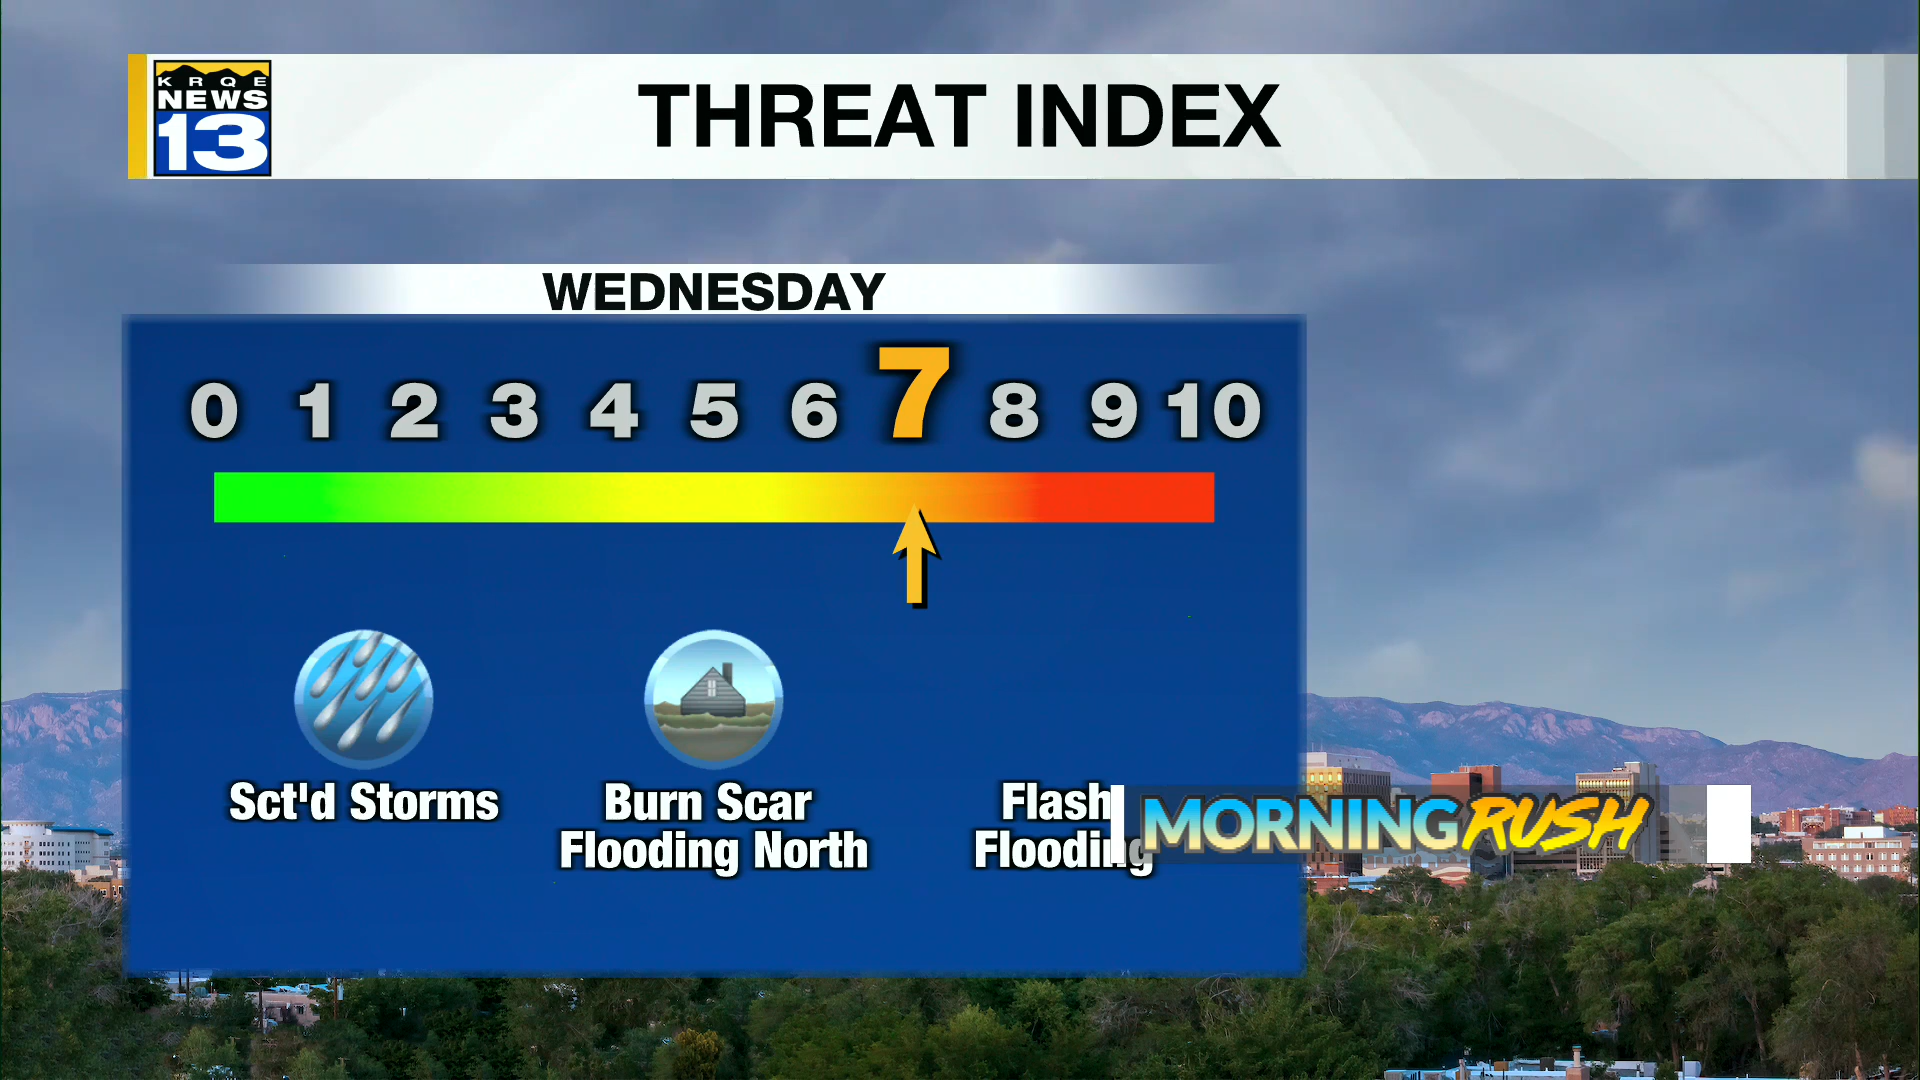 KRQE
NEWS
13
THREAT INDEX
WEDNESDAY
0 1 2 3 4 5 6 7 8 9 10
Sct'd Storms
Burn Scar
Flooding North
Flash
Flooding
MORNING RUSH